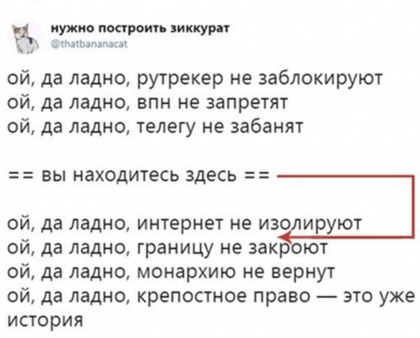 нужно построить зиккурат
@thatbananacat
ой, да ладно, рутрекер не заблокируют
ой, да ладно, впн не запретят
ой, да ладно, телегу не забанят
== вы находитесь здесь ==
ой, да ладно, интернет не изолируют
ой, да ладно, границу не закроют
ой, да ладно, монархию не вернут
ой, да ладно, крепостное право — это уже
история